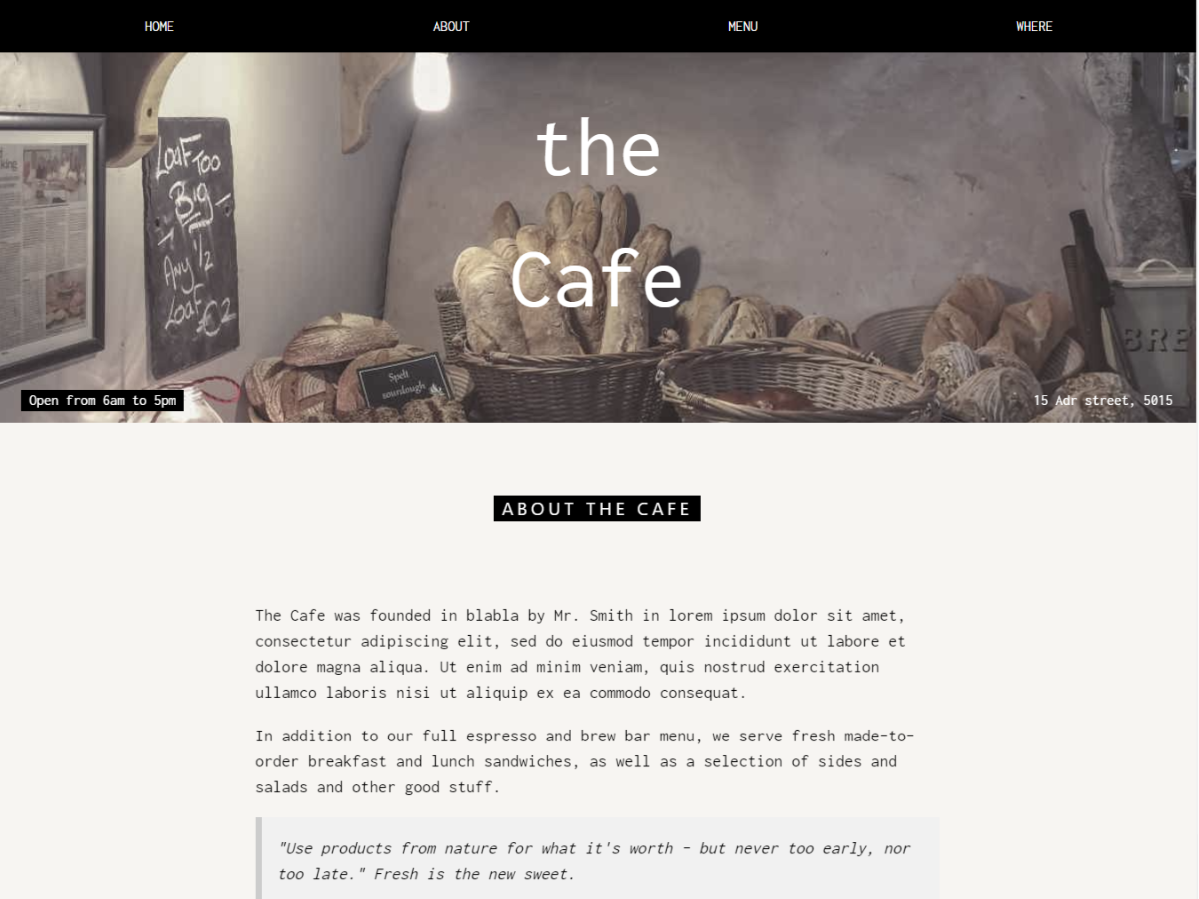 HOME
ABOUT
MENU
WHERE
the
Cafe
Loaf Too
Big
Any 1/2
Loaf €2
Spelt
sourdough
BRE
Open from 6am to 5pm
15 Adr street, 5015
ABOUT THE CAFE
The Cafe was founded in blabla by Mr. Smith in lorem ipsum dolor sit amet,
consectetur adipiscing elit, sed do eiusmod tempor incididunt ut labore et
dolore magna aliqua. Ut enim ad minim veniam, quis nostrud exercitation
ullamco laboris nisi ut aliquip ex ea commodo consequat.
In addition to our full espresso and brew bar menu, we serve fresh made-to-
order breakfast and lunch sandwiches, as well as a selection of sides and
salads and other good stuff.
"Use products from nature for what it's worth - but never too early, nor
too late." Fresh is the new sweet.